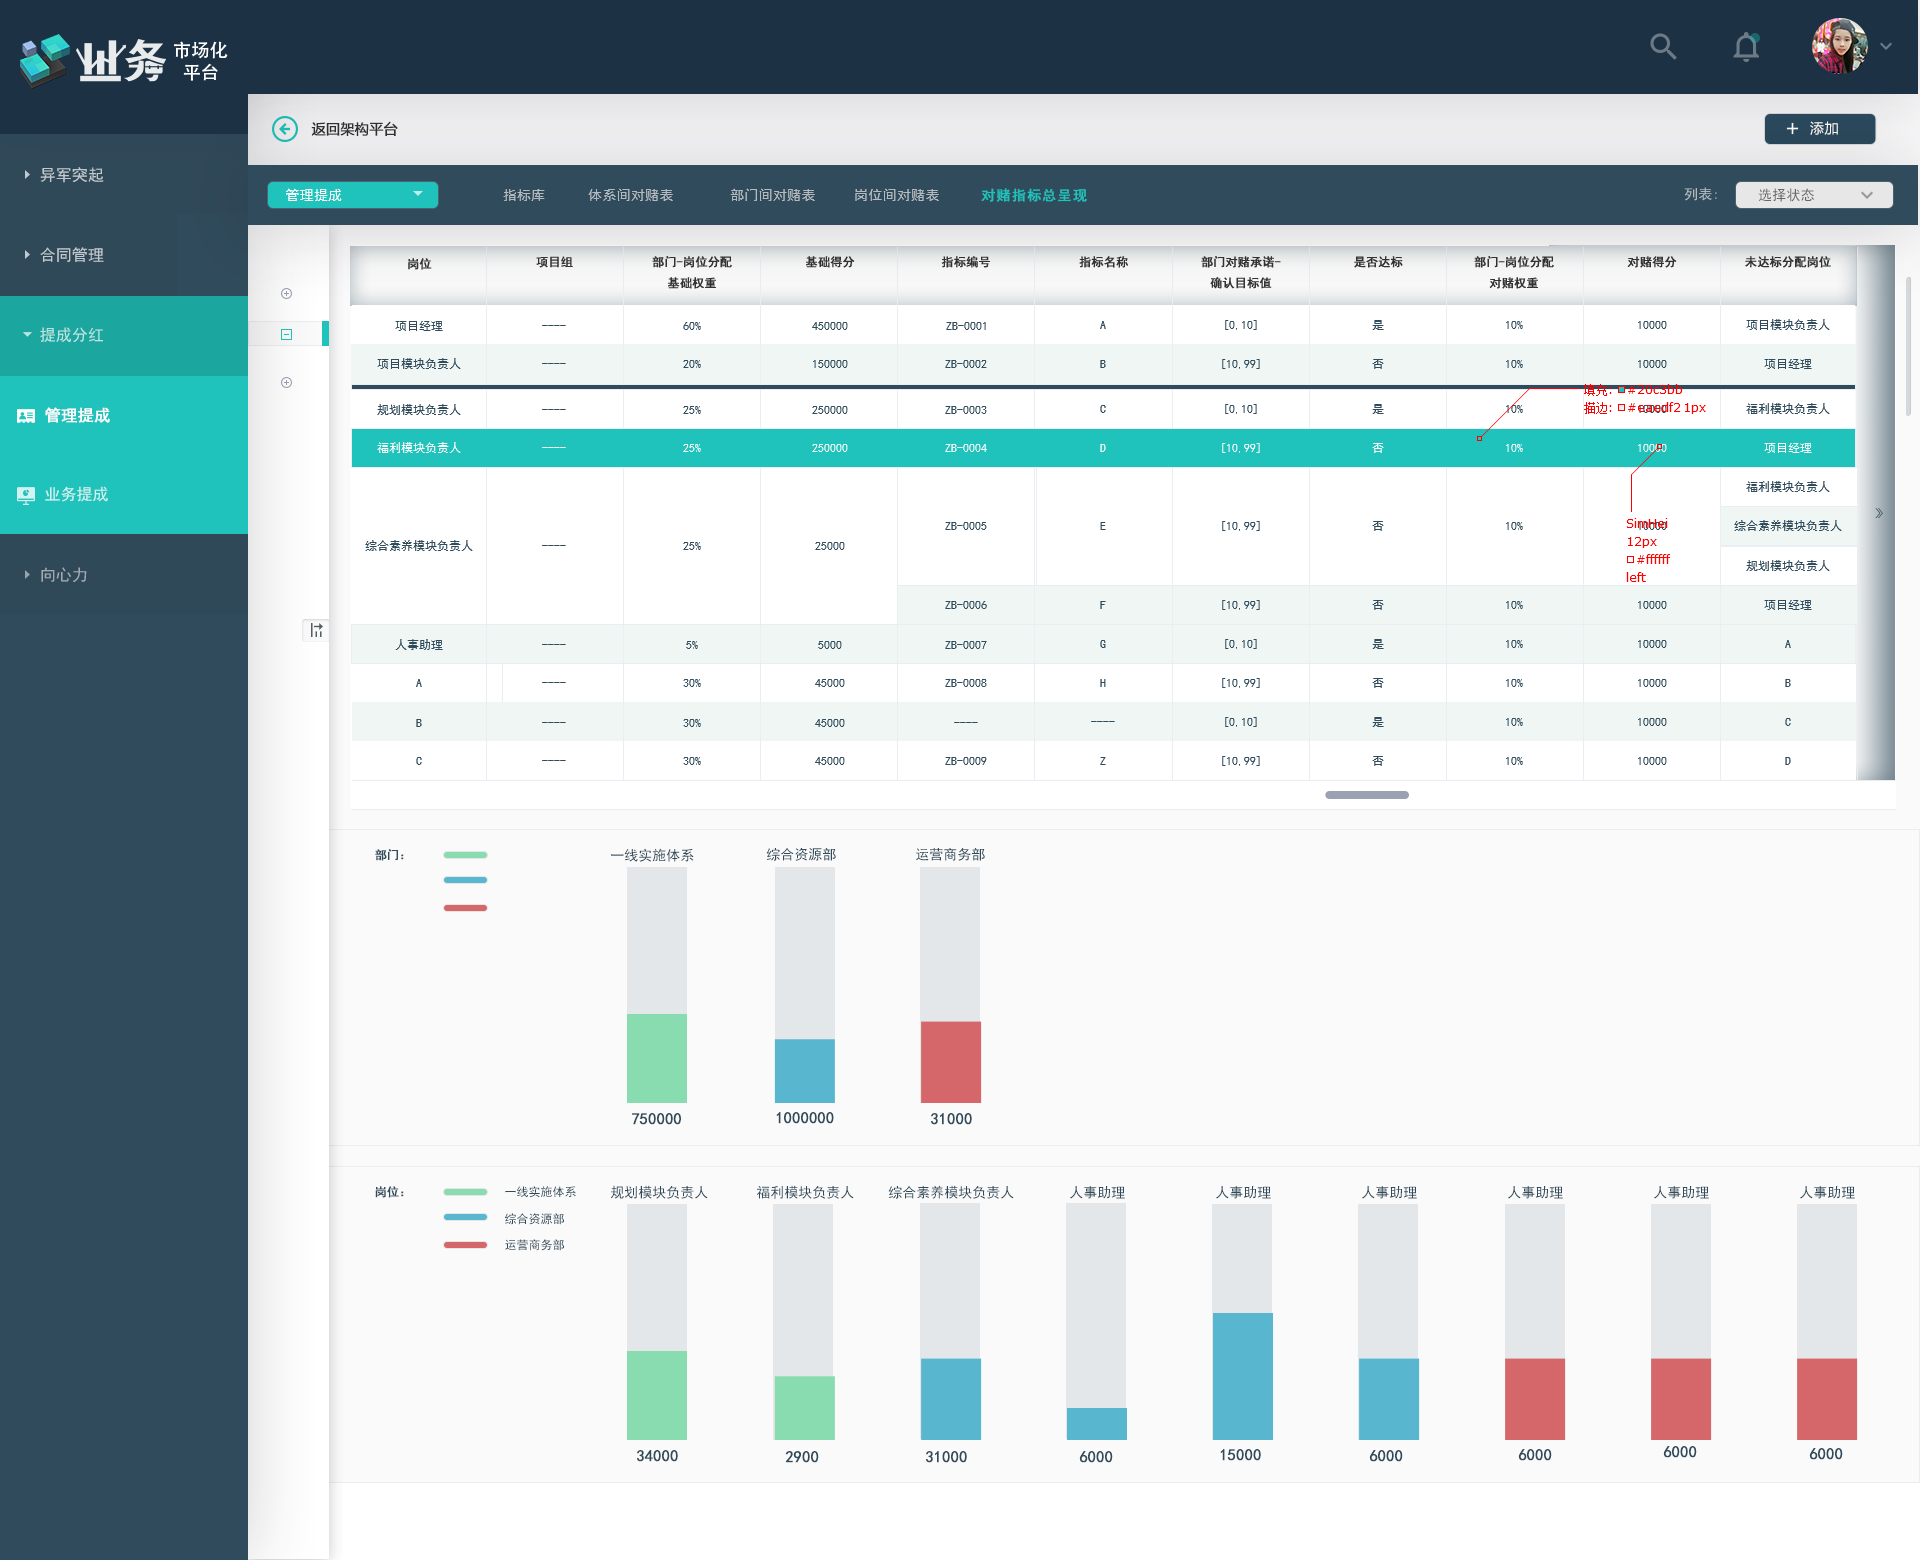 业务 市场化
平台
返回架构平台
+ 添加
异军突起
合同管理
提成分红
管理提成
业务提成
向心力
管理提成 指标库 体系间对赌表 部门间对赌表 岗位间对赌表 对赌指标总呈现 列表: 选择状态
岗位 项目组 部门-岗位分配 基础得分 指标编号 指标名称 部门对赌承诺- 是否达标 部门-岗位分配 对赌得分 未达标分配岗位
基础权重 确认目标值 对赌权重
项目经理 ---- 60% 450000 ZB-0001 A [0,10] 是 10% 10000 项目模块负责人
项目模块负责人 ---- 20% 150000 ZB-0002 B [10,99] 否 10% 10000 项目经理
填充: #20c3bb
规划模块负责人 ---- 25% 250000 ZB-0003 C [0,10] 是 10% 10000 福利模块负责人
描边: #eaedf2 1px
福利模块负责人 ---- 25% 250000 ZB-0004 D [10,99] 否 10% 10000 项目经理
福利模块负责人
综合素养模块负责人 ---- 25% 25000 ZB-0005 E [10,99] 否 10% 10000 综合素养模块负责人
规划模块负责人
SimHei
12px
#ffffff
left
ZB-0006 F [10,99] 否 10% 10000 项目经理
人事助理 ---- 5% 5000 ZB-0007 G [0,10] 是 10% 10000 A
A ---- 30% 45000 ZB-0008 H [10,99] 否 10% 10000 B
B ---- 30% 45000 ---- ---- [0,10] 是 10% 10000 C
C ---- 30% 45000 ZB-0009 Z [10,99] 否 10% 10000 D
部门: 一线实施体系 综合资源部 运营商务部
750000 1000000 31000
岗位: 一线实施体系
综合资源部
运营商务部
规划模块负责人 福利模块负责人 综合素养模块负责人 人事助理 人事助理 人事助理 人事助理 人事助理 人事助理
34000 2900 31000 6000 15000 6000 6000 6000 6000